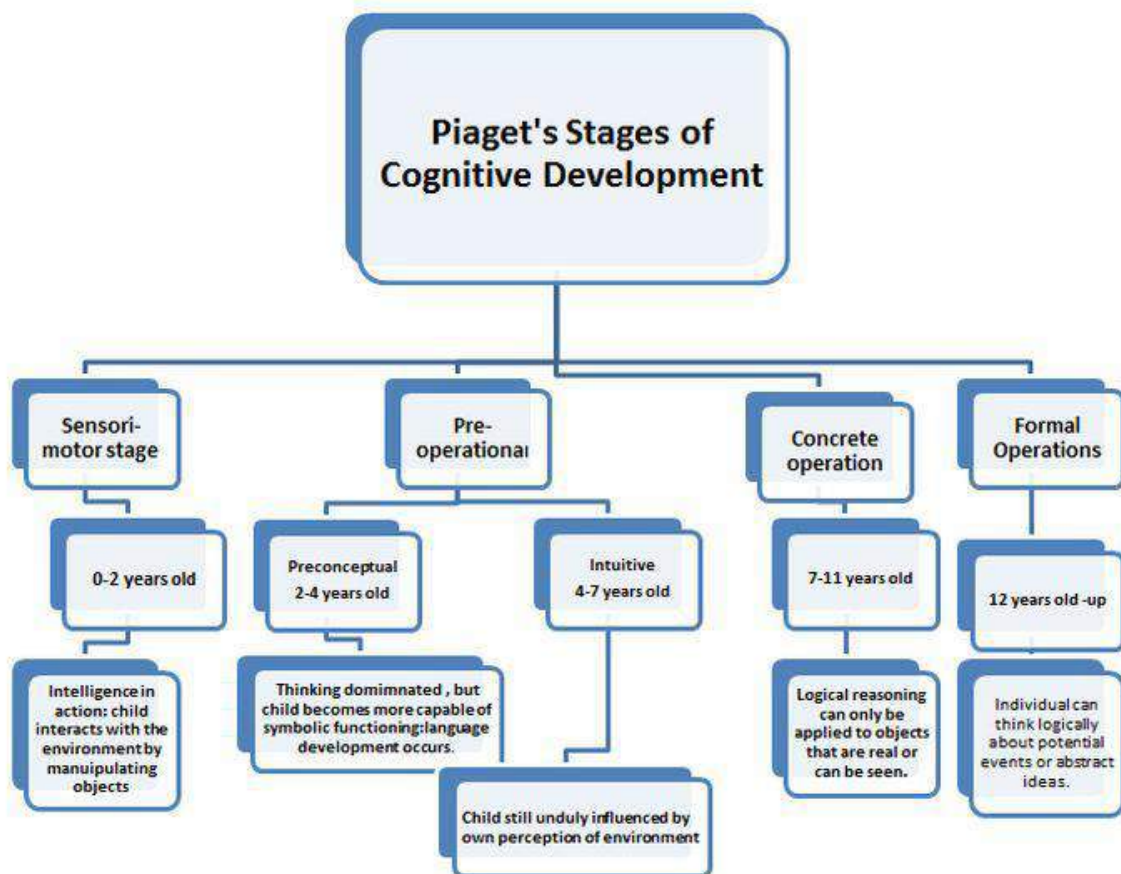 Piaget's Stages of
Cognitive Development
Sensori-
motor stage
Pre-
operational
Concrete
operation
Formal
Operations
0-2 years old
Preconceptual
2-4 years old
Intuitive
4-7 years old
7-11 years old
12 years old -up
Intelligence in
action: child
interacts with the
environment by
manuipulating
objects
Thinking domimnated , but
child becomes more capable of
symbolic functioning:language
development occurs.
Child still unduly influenced by
own perception of environment
Logical reasoning
can only be
applied to objects
that are real or
can be seen.
Individual can
think logically
about potential
events or abstract
ideas.